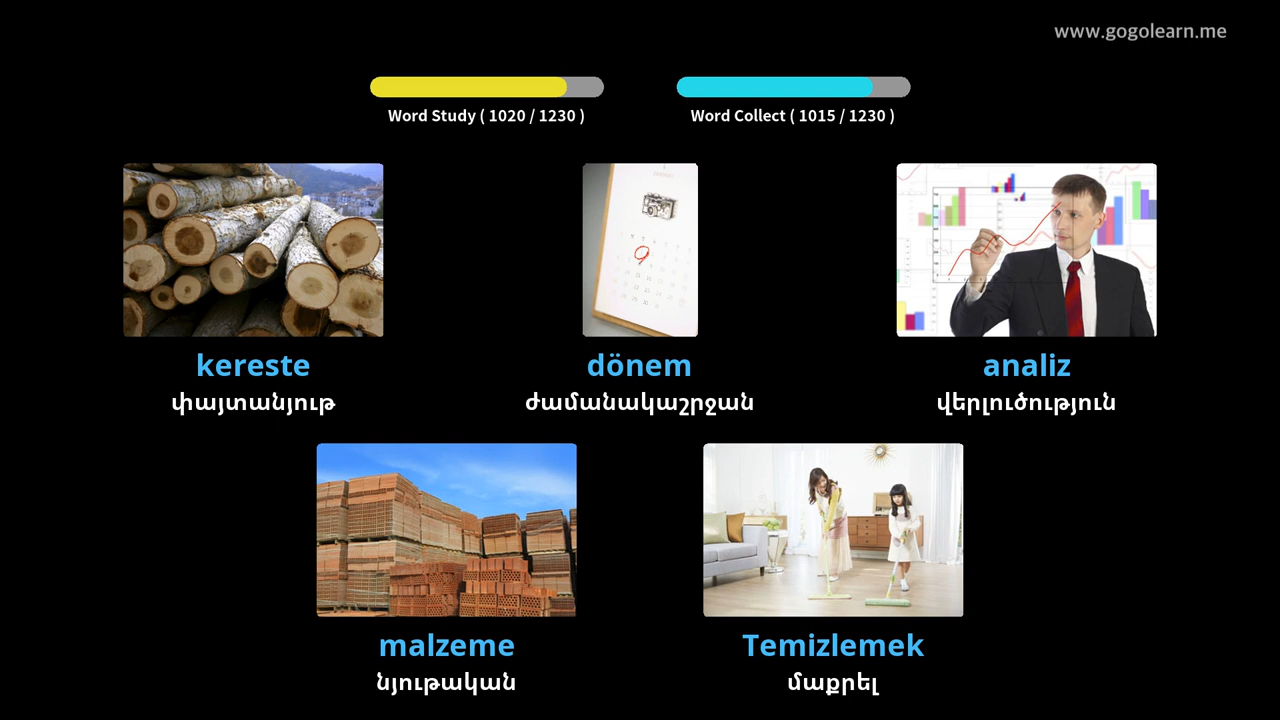 www.gogolearn.me
Word Study ( 1020 / 1230 )
Word Collect ( 1015 / 1230 )
kereste
փայտանյութ
dönem
ժամանակաշրջան
analiz
վերլուծություն
malzeme
նյութական
Temizlemek
մաքրել